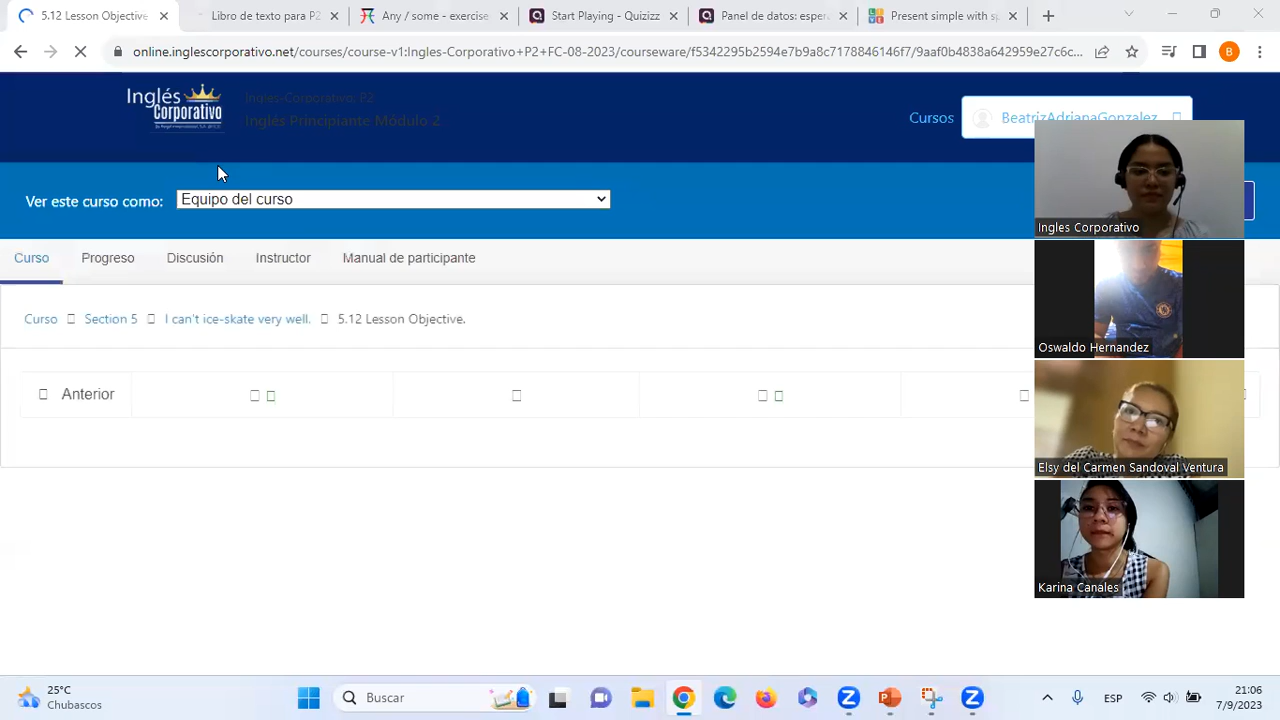 5.12 Lesson Objective.
Libro de texto para P2
Any / some - exercise
Start Playing - Quizizz
Panel de datos: esper
Present simple with sp
online.inglescorporativo.net/courses/course-v1:Ingles-Corporativo+P2+FC-08-2023/courseware/f5342295b2594e7b9a8c7178846146f7/9aaf0b4838a642959e27c6c...
B
Inglés
Corporativo
Ingles-Corporativo: P2
Inglés Principiante Módulo 2
Cursos
BeatrizAdrianaGonzalez
Ver este curso como:
Equipo del curso
Ingles Corporativo
Curso
Progreso
Discusión
Instructor
Manual de participante
Curso
Section 5
I can't ice-skate very well.
5.12 Lesson Objective.
Oswaldo Hernandez
Anterior
Elsy del Carmen Sandoval Ventura
Karina Canales
25°C
Chubascos
Buscar
ESP
21:06
7/9/2023